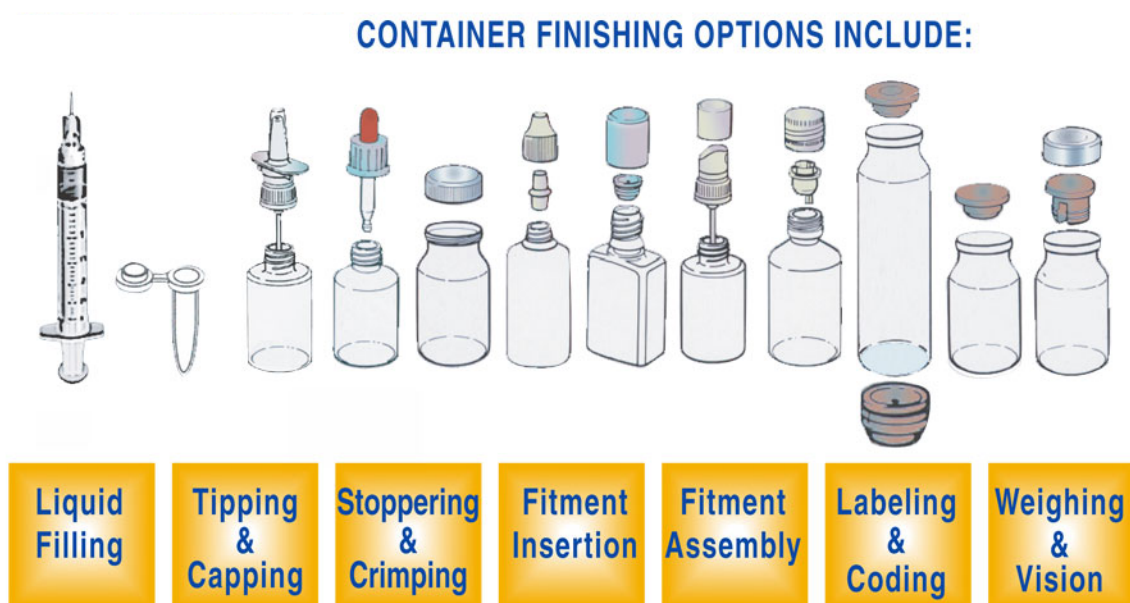 CONTAINER FINISHING OPTIONS INCLUDE:
Liquid
Filling
Tipping
&
Capping
Stoppering
&
Crimping
Fitment
Insertion
Fitment
Assembly
Labeling
&
Coding
Weighing
&
Vision